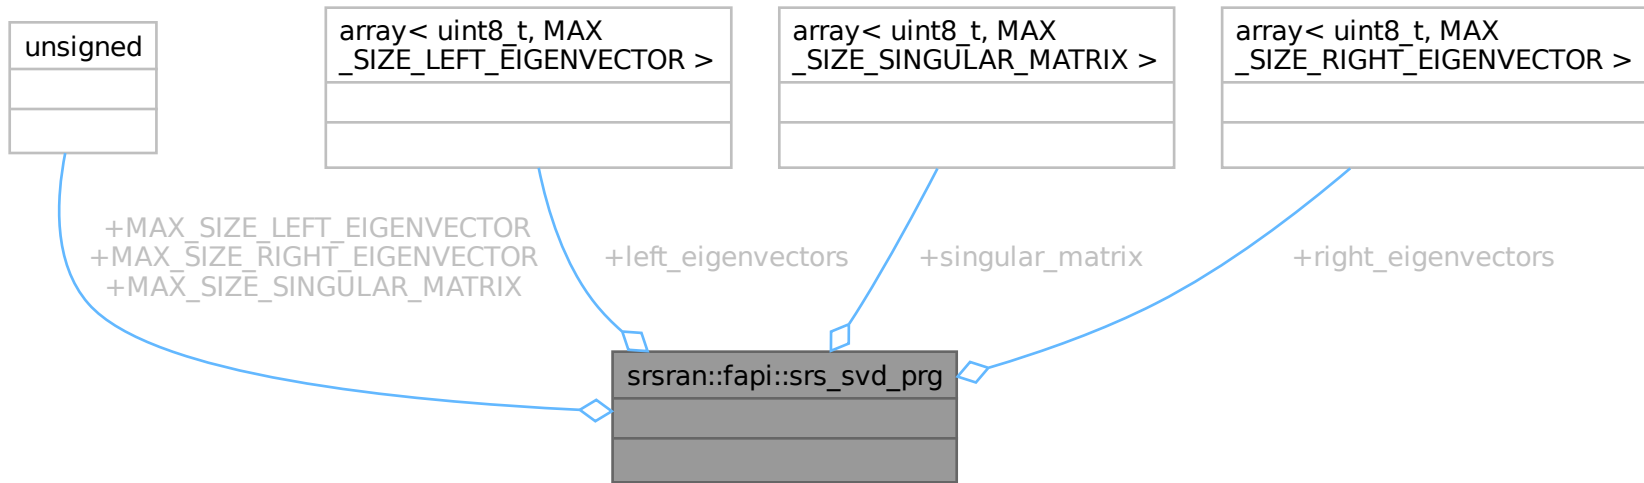 unsigned
array< uint8_t, MAX
_SIZE_LEFT_EIGENVECTOR >
array< uint8_t, MAX
_SIZE_SINGULAR_MATRIX >
array< uint8_t, MAX
_SIZE_RIGHT_EIGENVECTOR >
+MAX_SIZE_LEFT_EIGENVECTOR
+MAX_SIZE_RIGHT_EIGENVECTOR
+MAX_SIZE_SINGULAR_MATRIX
+left_eigenvectors
+singular_matrix
+right_eigenvectors
srsran::fapi::srs_svd_prg